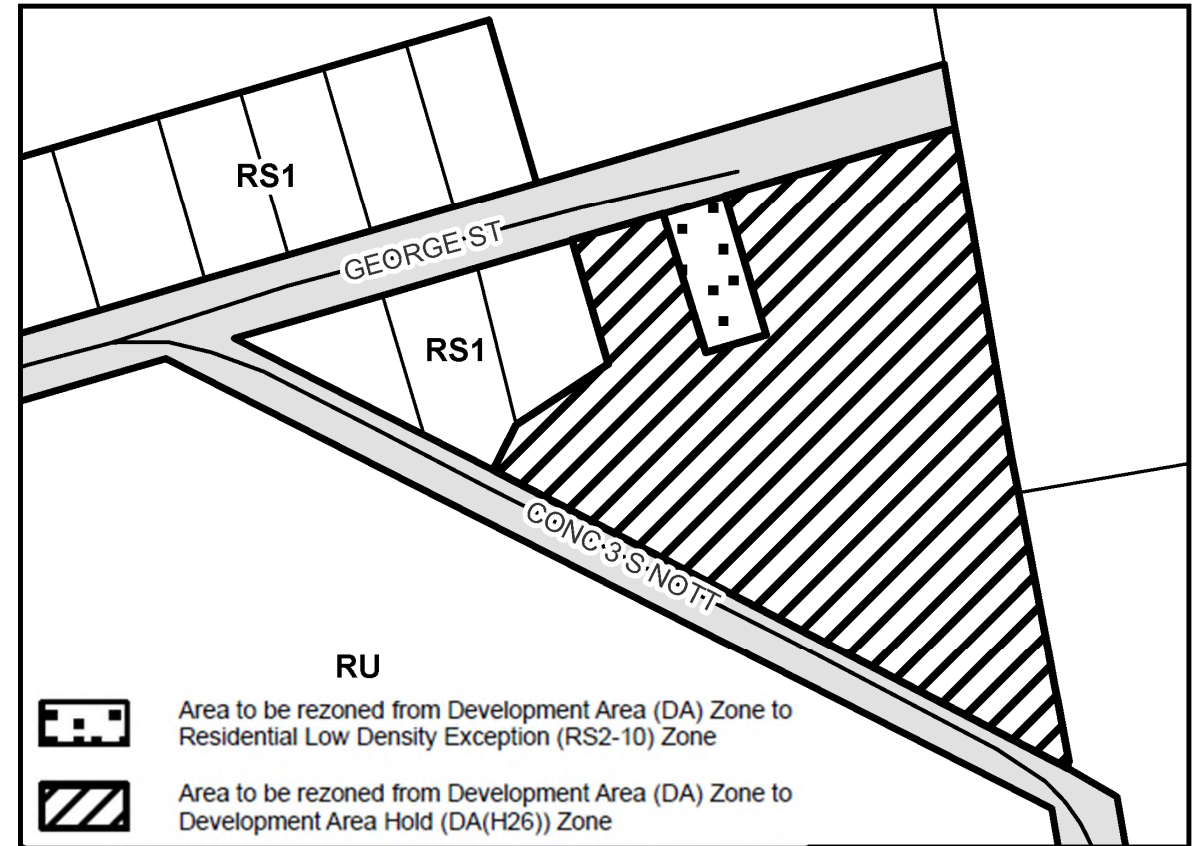 RS1
GEORGE ST
RS1
CONC 3 S NOTT
RU
Area to be rezoned from Development Area (DA) Zone to
Residential Low Density Exception (RS2-10) Zone
Area to be rezoned from Development Area (DA) Zone to
Development Area Hold (DA(H26)) Zone